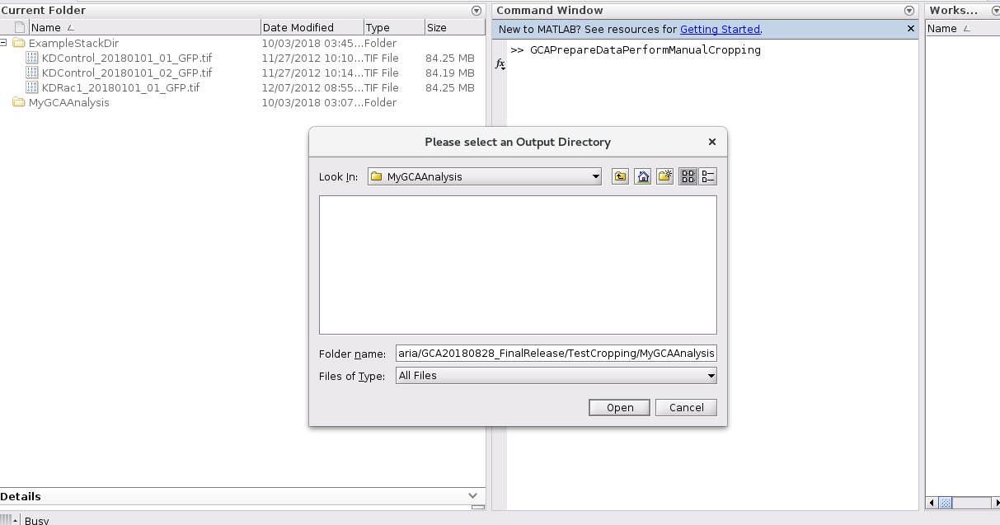 Current Folder
Name
Date Modified
Type
Size
ExampleStackDir
10/03/2018 03:45...
Folder
KDControl_20180101_01_GFP.tif
11/27/2012 10:10...
TIF File
84.25 MB
KDControl_20180101_02_GFP.tif
11/27/2012 10:14...
TIF File
84.19 MB
KDRac1_20180101_01_GFP.tif
12/07/2012 08:55...
TIF File
84.25 MB
MyGCAAnalysis
10/03/2018 03:07...
Folder
Command Window
New to MATLAB? See resources for Getting Started.
>> GCAPrepareDataPerformManualCropping
fx
Works...
Name
Please select an Output Directory
Look In:
MyGCAAnalysis
Folder name:
aria/GCA20180828_FinalRelease/TestCropping/MyGCAAnalysis
Files of Type:
All Files
Open
Cancel
Details
Busy